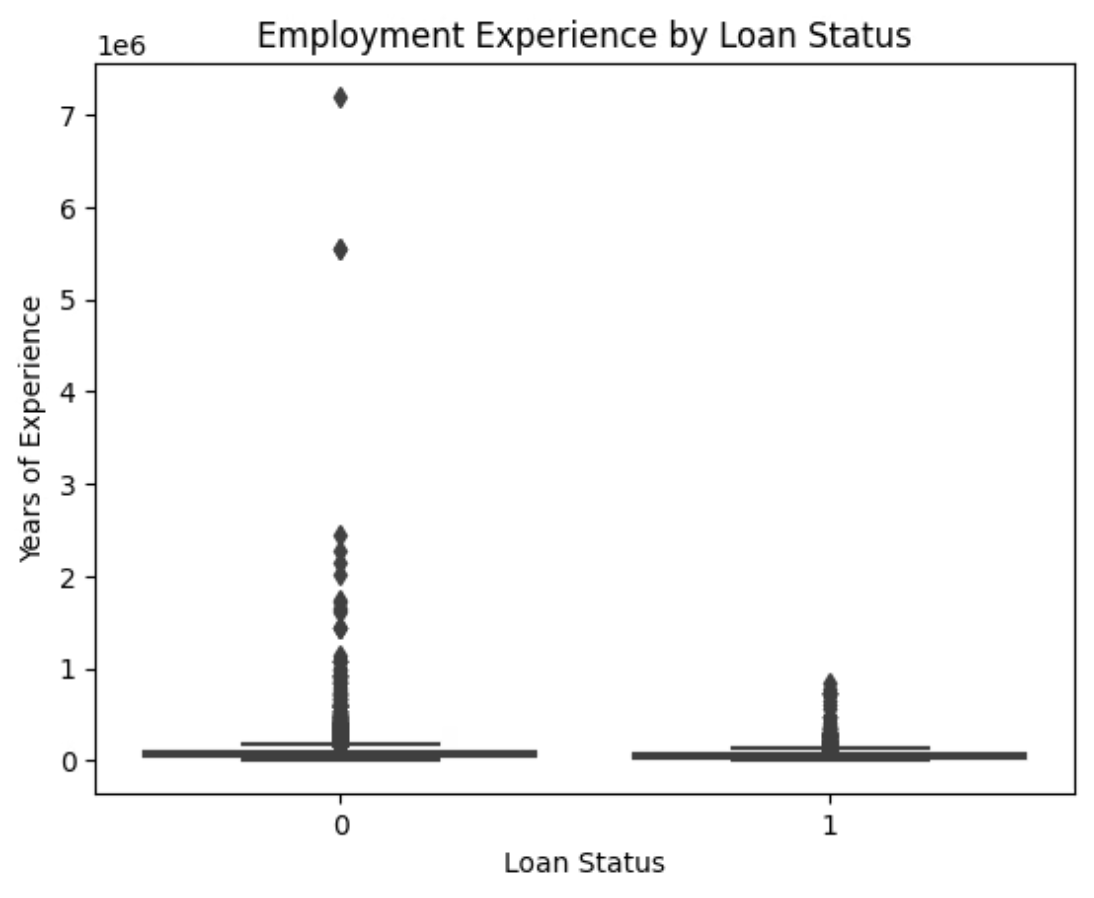 Employment Experience by Loan Status
1e6
7
6
5
4
3
2
1
0
Years of Experience
0 1
Loan Status